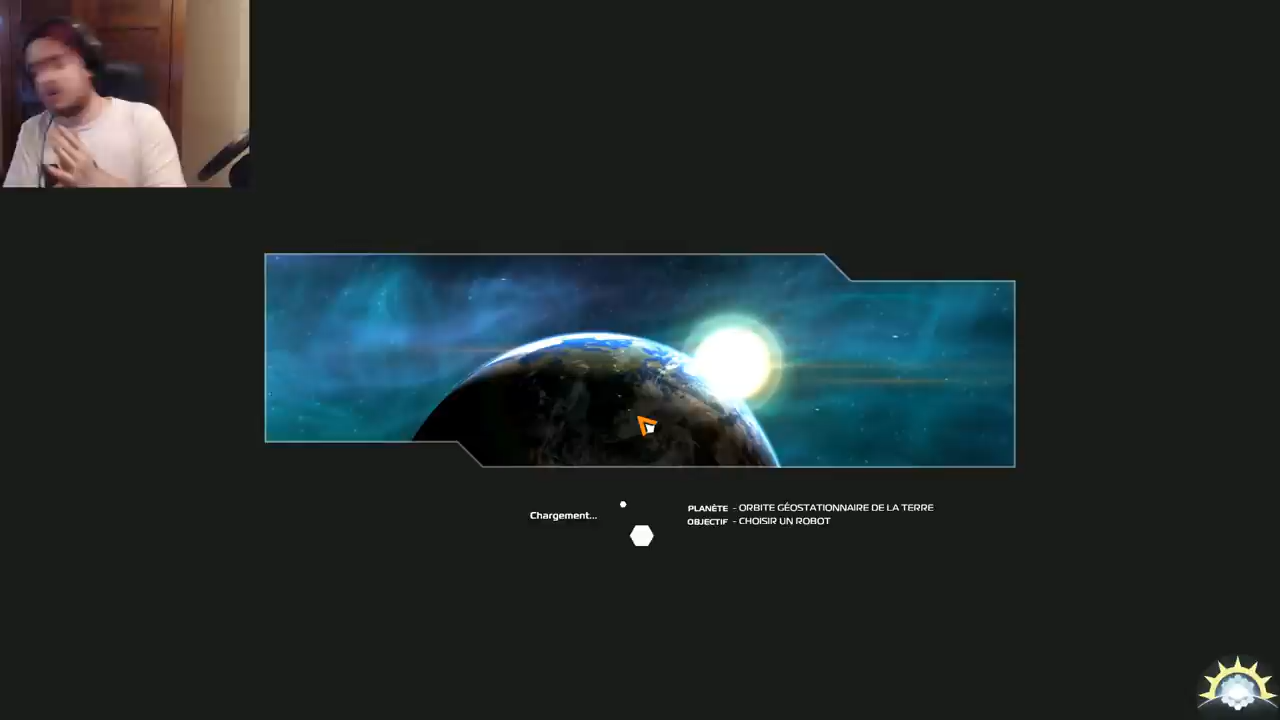 Chargement...
PLANÈTE - ORBITE GÉOSTATIONNAIRE DE LA TERRE
OBJECTIF - CHOISIR UN ROBOT